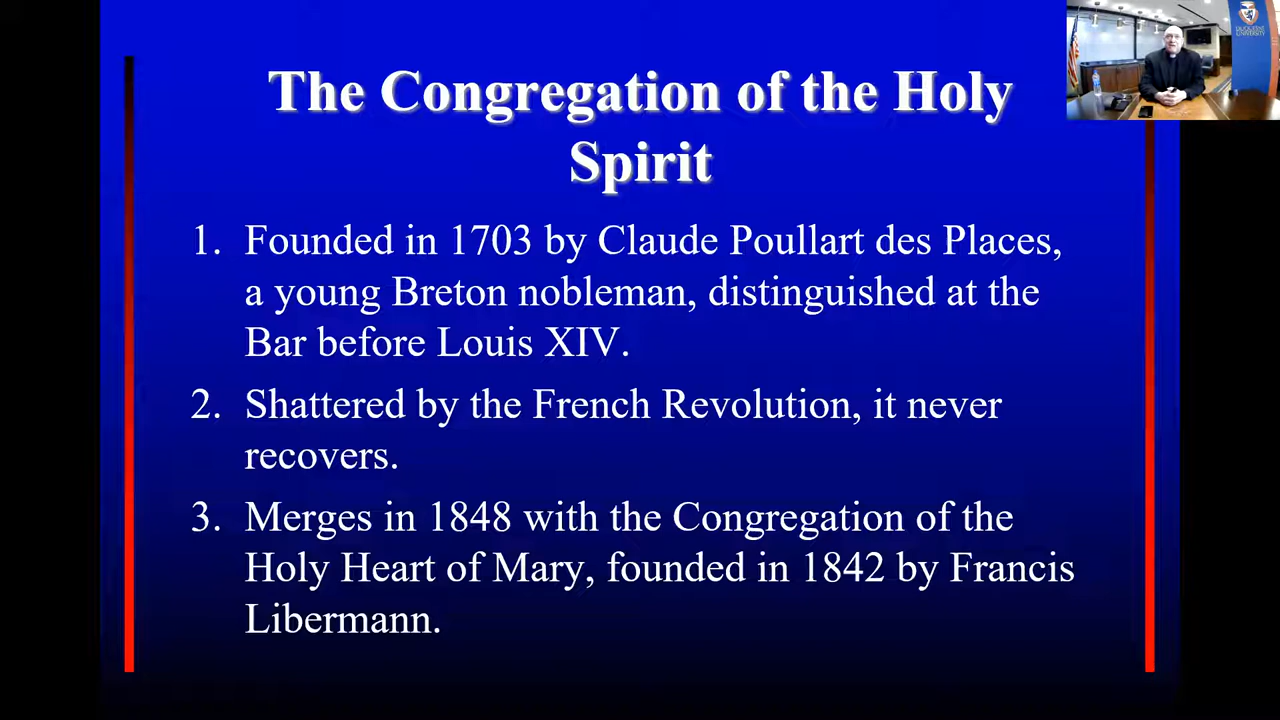 The Congregation of the Holy
Spirit
1. Founded in 1703 by Claude Poullart des Places,
a young Breton nobleman, distinguished at the
Bar before Louis XIV.
2. Shattered by the French Revolution, it never
recovers.
3. Merges in 1848 with the Congregation of the
Holy Heart of Mary, founded in 1842 by Francis
Libermann.
DUQUESNE
UNIVERSITY